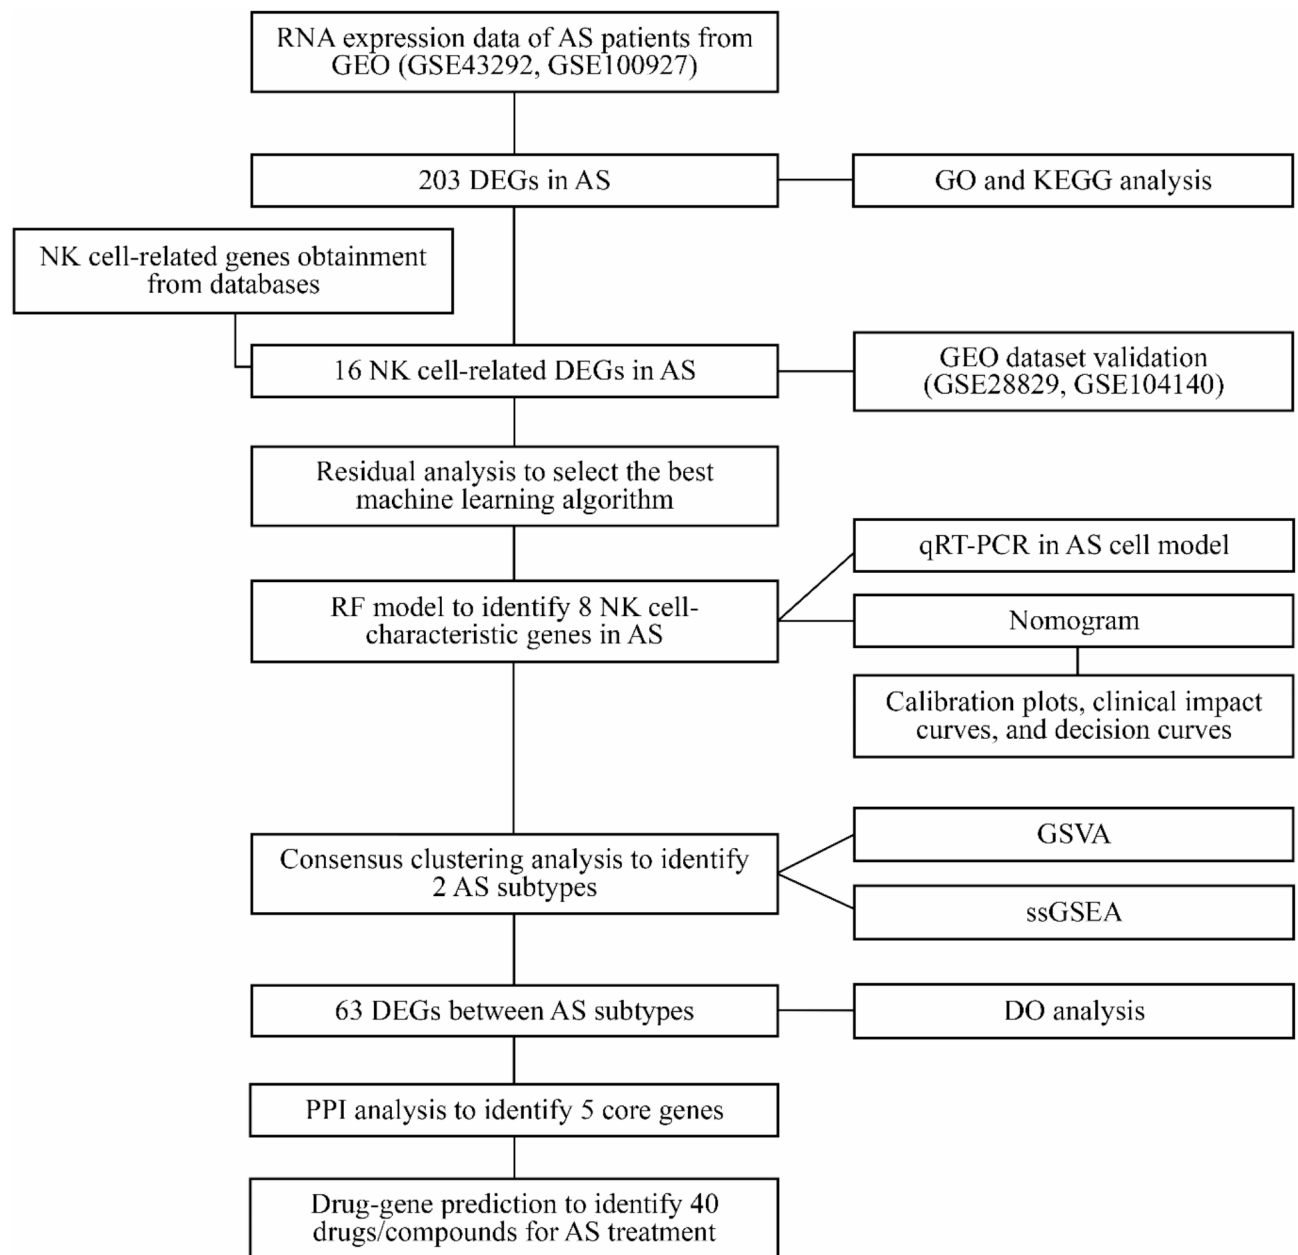 RNA expression data of AS patients from
GEO (GSE43292, GSE100927)
203 DEGs in AS
GO and KEGG analysis
NK cell-related genes obtainment
from databases
16 NK cell-related DEGs in AS
GEO dataset validation
(GSE28829, GSE104140)
Residual analysis to select the best
machine learning algorithm
qRT-PCR in AS cell model
RF model to identify 8 NK cell-
characteristic genes in AS
Nomogram
Calibration plots, clinical impact
curves, and decision curves
Consensus clustering analysis to identify
2 AS subtypes
GSVA
ssGSEA
63 DEGs between AS subtypes
DO analysis
PPI analysis to identify 5 core genes
Drug-gene prediction to identify 40
drugs/compounds for AS treatment